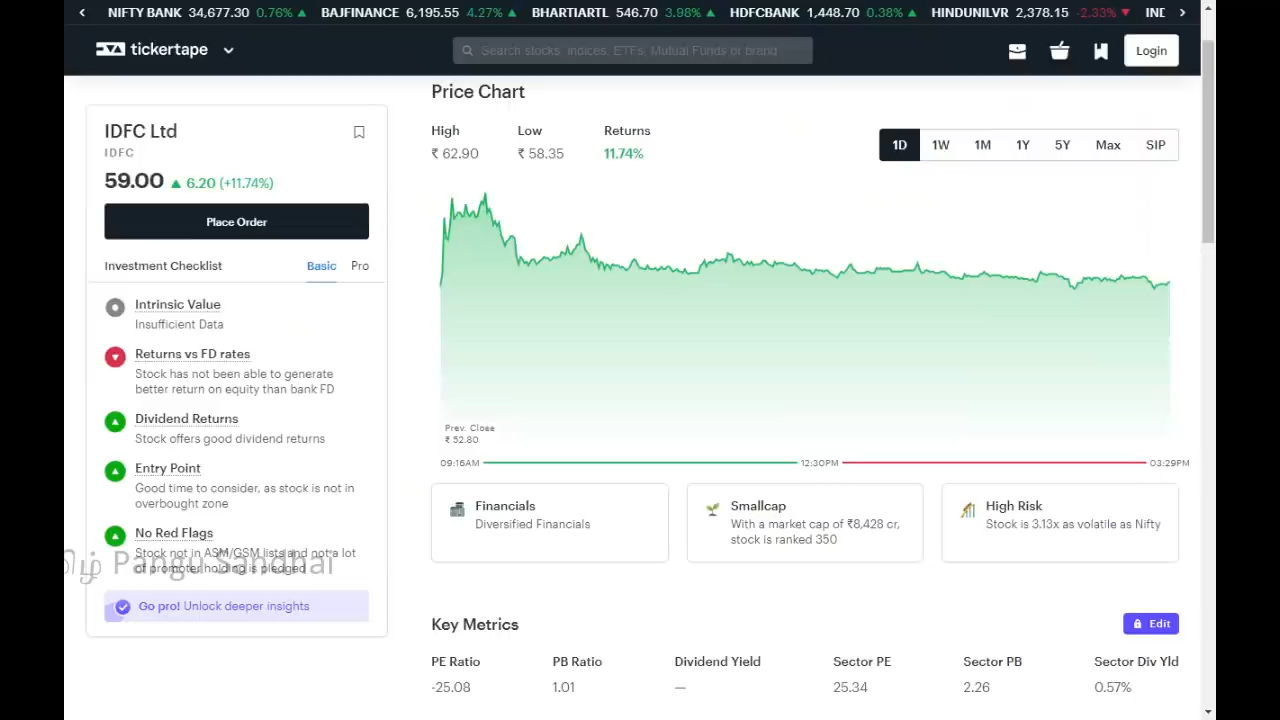 NIFTY BANK 34,677.30 0.76% ▲ BAJFINANCE 6,195.55 4.27% ▲ BHARTIARTL 546.70 3.98% ▲ HDFCBANK 1,448.70 0.38% ▲ HINDUNILVR 2,378.15 -2.33% ▼
tickertape
Search stocks, indices, ETFs, Mutual Funds or brand
Login
IDFC Ltd
IDFC
59.00 ▲ 6.20 (+11.74%)
Place Order
Investment Checklist Basic Pro
Intrinsic Value
Insufficient Data
Returns vs FD rates
Stock has not been able to generate
better return on equity than bank FD
Dividend Returns
Stock offers good dividend returns
Entry Point
Good time to consider, as stock is not in
overbought zone
No Red Flags
Stock not in ASM/GSM lists and not a lot
of promoter holding is pledged
Pangu Sandhai
Go pro! Unlock deeper insights
Price Chart
High Low Returns
₹ 62.90 ₹ 58.35 11.74%
1D 1W 1M 1Y 5Y Max SIP
Prev. Close
₹ 52.80
09:16AM 12:30PM 03:29PM
Financials
Diversified Financials
Smallcap
With a market cap of ₹8,428 cr,
stock is ranked 350
High Risk
Stock is 3.13x as volatile as Nifty
Key Metrics
Edit
PE Ratio PB Ratio Dividend Yield Sector PE Sector PB Sector Div Yld
-25.08 1.01 — 25.34 2.26 0.57%